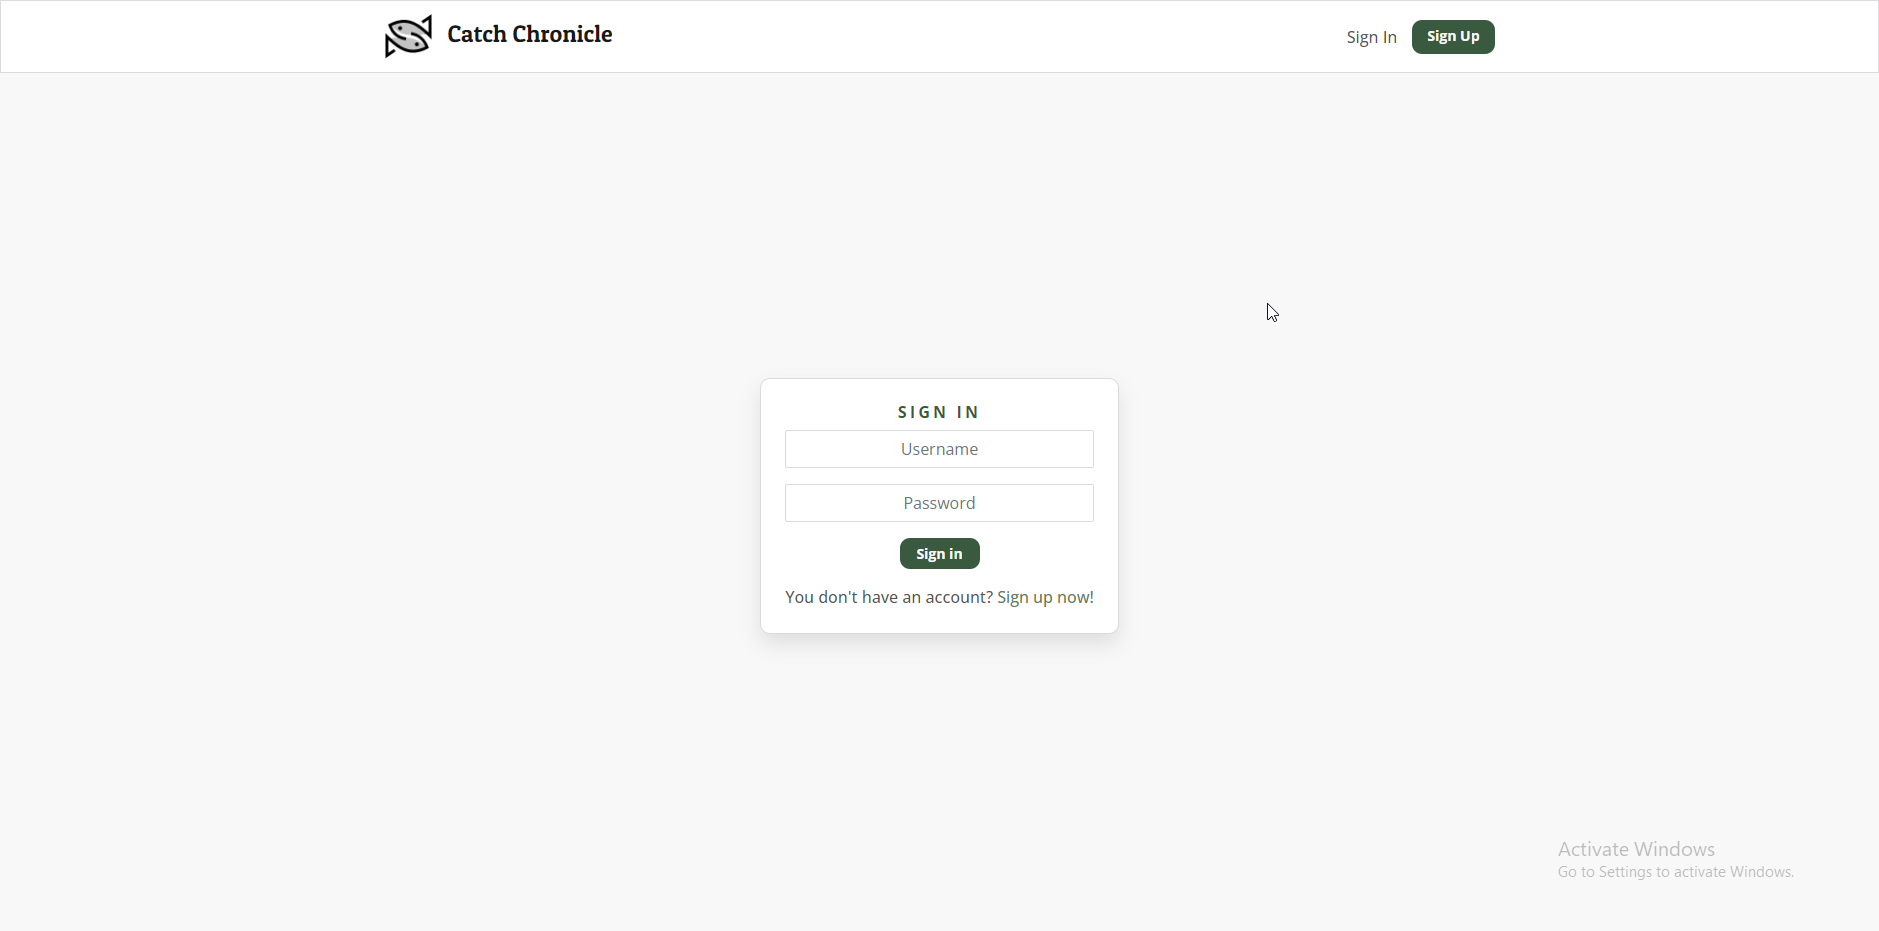 Catch Chronicle
Sign In
Sign Up
SIGN IN
Username
Password
Sign in
You don't have an account? Sign up now!
Activate Windows
Go to Settings to activate Windows.